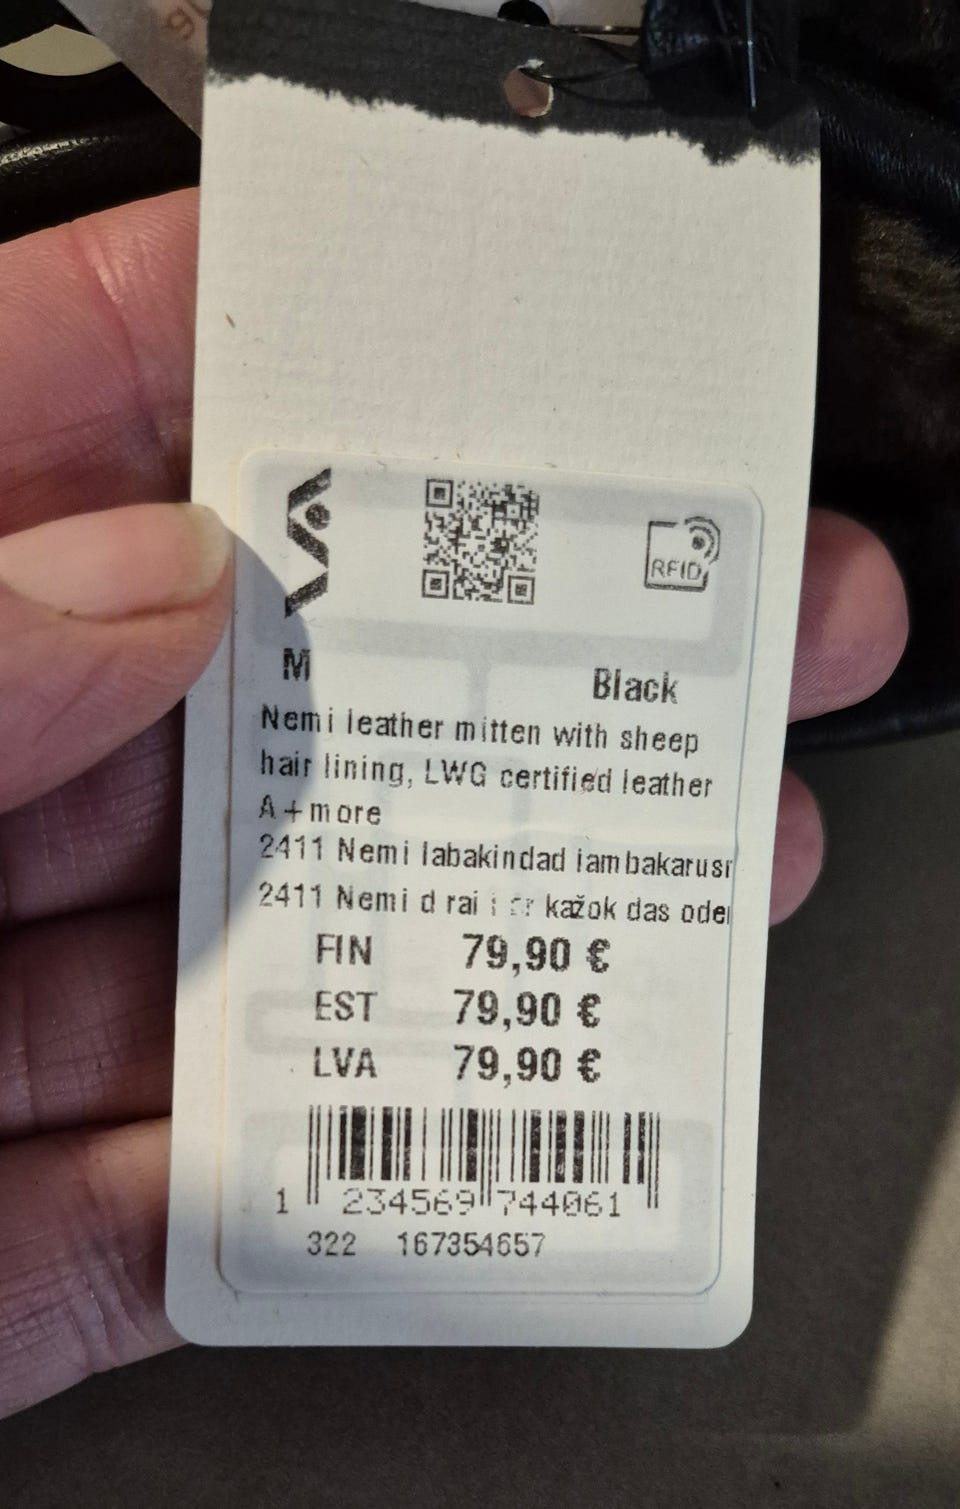 RFID
M Black
Nemi leather mitten with sheep
hair lining, LWG certified leather
A+more
2411 Nemi labakindad jambakarusn
2411 Nemi kažok das oder
FIN 79,90 €
EST 79,90 €
LVA 79,90 €
1 234569 744061
322 167354657